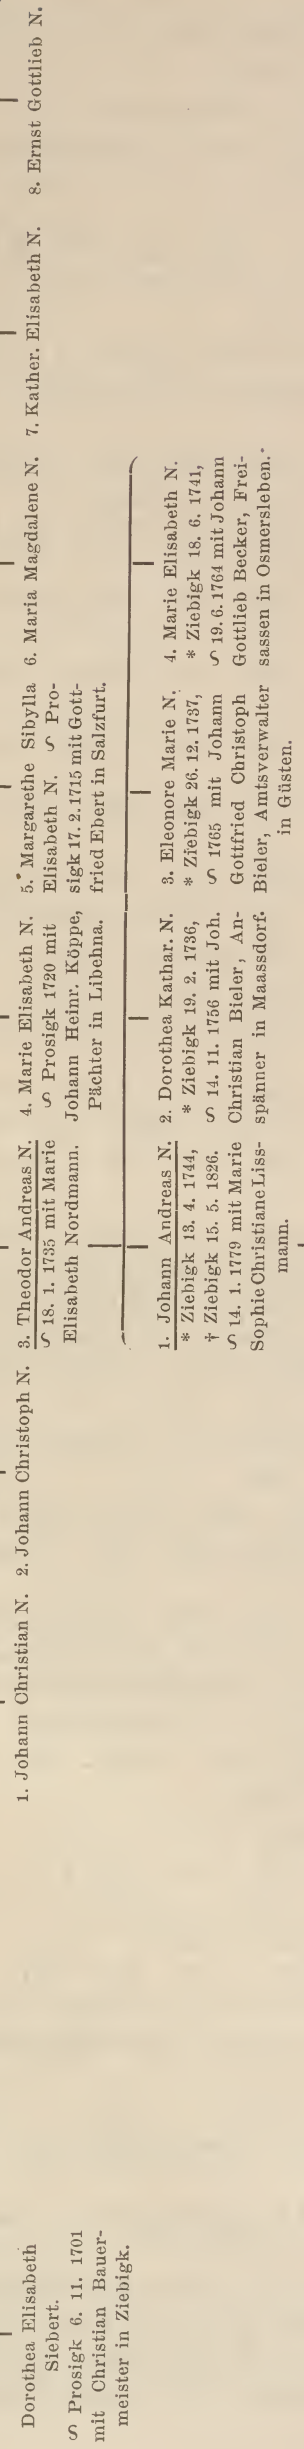 Dorothea Elisabeth
Siebert.
∽ Prosigk 6. 11. 1701
mit Christian Bauer-
meister in Ziebigk.
1. Johann Christian N.
2. Johann Christoph N.
3. Theodor Andreas N.
∽ 18. 1. 1735 mit Marie
Elisabeth Nordmann.
4. Marie Elisabeth N.
∽ Prosigk 1720 mit
Johann Heinr. Köppe,
Pächter in Libehna.
5. Margarethe Sibylla
Elisabeth N. ∽ Pro-
sigk 17. 2. 1715 mit Gott-
fried Ebert in Salzfurt.
6. Maria Magdalene N.
7. Kather. Elisabeth N.
8. Ernst Gottlieb N.
1. Johann Andreas N.
* Ziebigk 13. 4. 1744,
† Ziebigk 15. 5. 1826.
∽ 14. 1. 1779 mit Marie
Sophie Christiane Liss-
mann.
2. Dorothea Kathar. N.
* Ziebigk 19. 2. 1736,
∽ 14. 11. 1756 mit Joh.
Christian Bieler, An-
spänner in Maassdorf.
3. Eleonore Marie N.
* Ziebigk 26. 12. 1737,
∽ 1765 mit Johann
Gottfried Christoph
Bieler, Amtsverwalter
in Güsten.
4. Marie Elisabeth N.
* Ziebigk 18. 6. 1741,
∽ 19. 6. 1764 mit Johann
Gottlieb Becker, Frei-
sassen in Osmersleben.